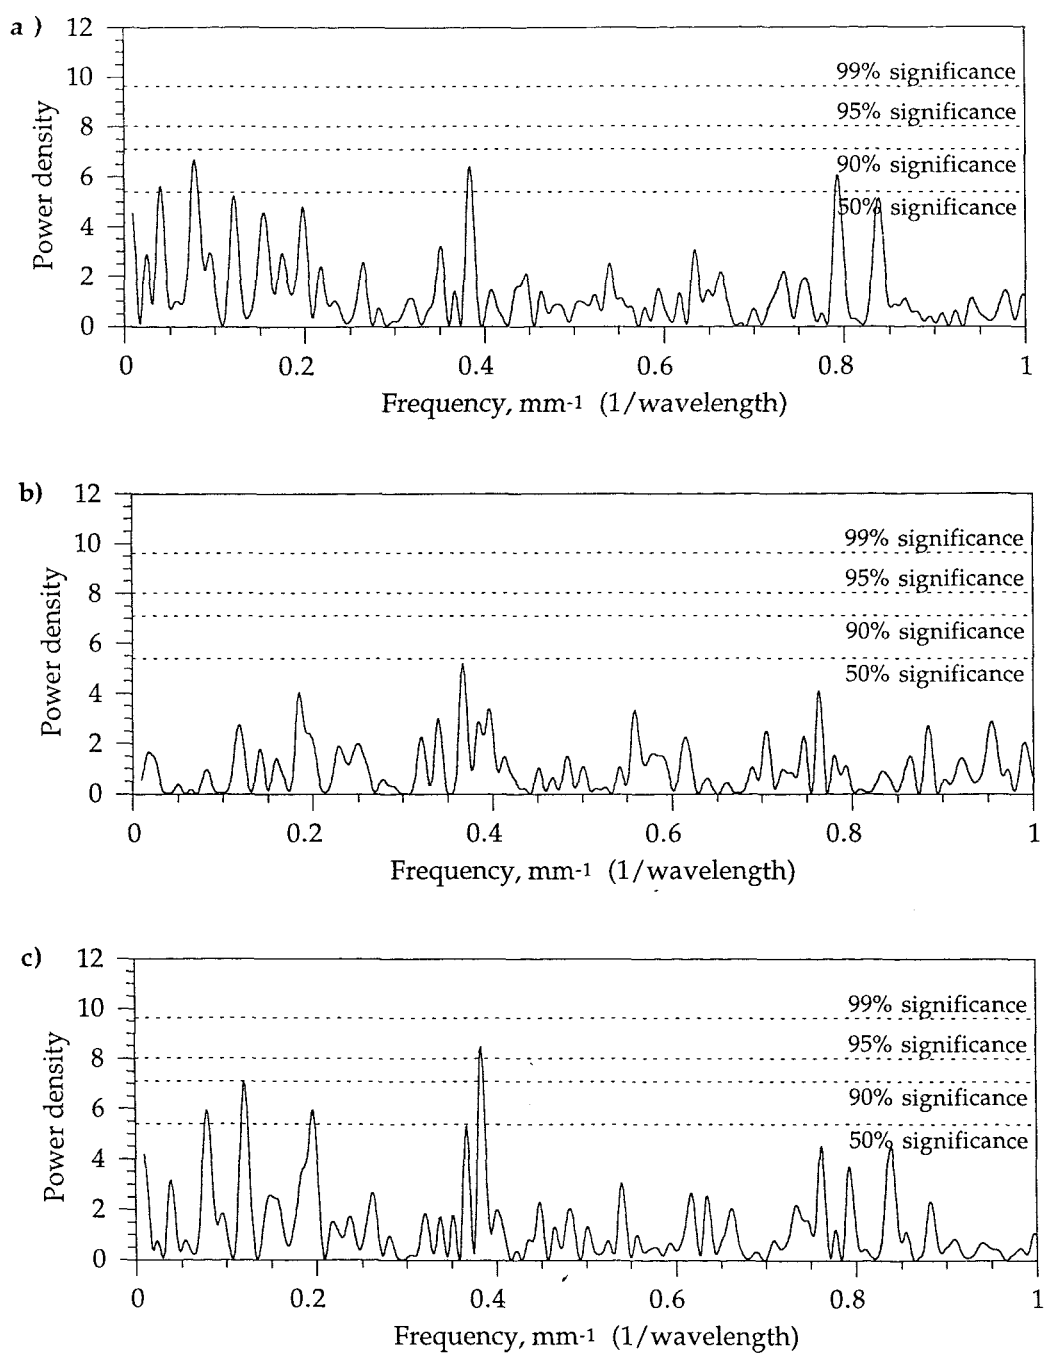 a )
12
10
8
6
4
2
0
Power density
99% significance
95% significance
90% significance
50% significance
0 0.2 0.4 0.6 0.8 1
Frequency, mm-1 (1/wavelength)
b)
12
10
8
6
4
2
0
Power density
99% significance
95% significance
90% significance
50% significance
0 0.2 0.4 0.6 0.8 1
Frequency, mm-1 (1/wavelength)
c)
12
10
8
6
4
2
0
Power density
99% significance
95% significance
90% significance
50% significance
0 0.2 0.4 0.6 0.8 1
Frequency, mm-1 (1/wavelength)